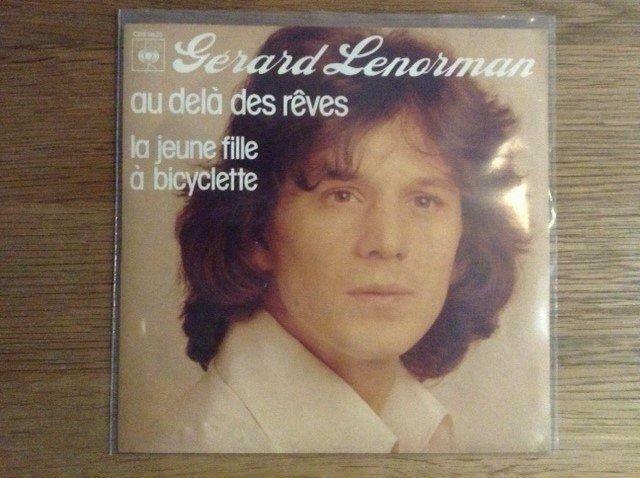 Gérard Lenorman
au delà des rêves
la jeune fille
à bicyclette